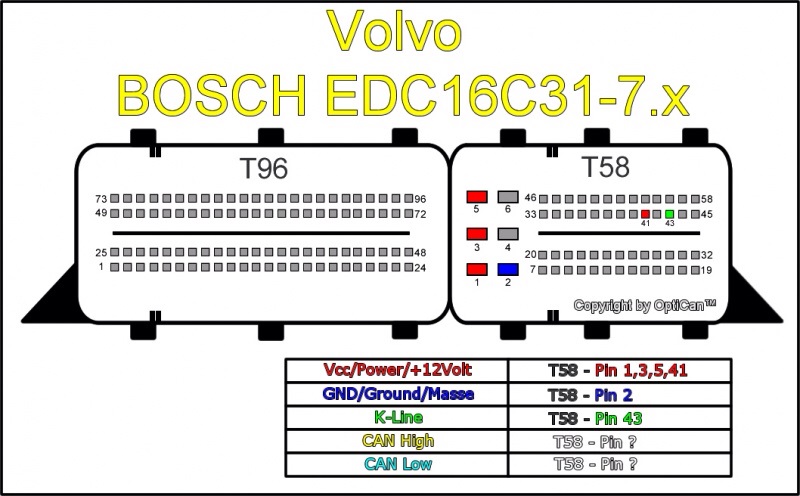 Volvo
BOSCH EDC16C31-7.x
T96
T58
73 96
49 72
25 48
1 24
5 6
3 4
1 2
46 58
33 45
41 43
20 32
7 19
Copyright by OptiCan™
Vcc/Power/+12Volt T58 - Pin 1,3,5,41
GND/Ground/Masse T58 - Pin 2
K-Line T58 - Pin 43
CAN High T58 - Pin ?
CAN Low T58 - Pin ?